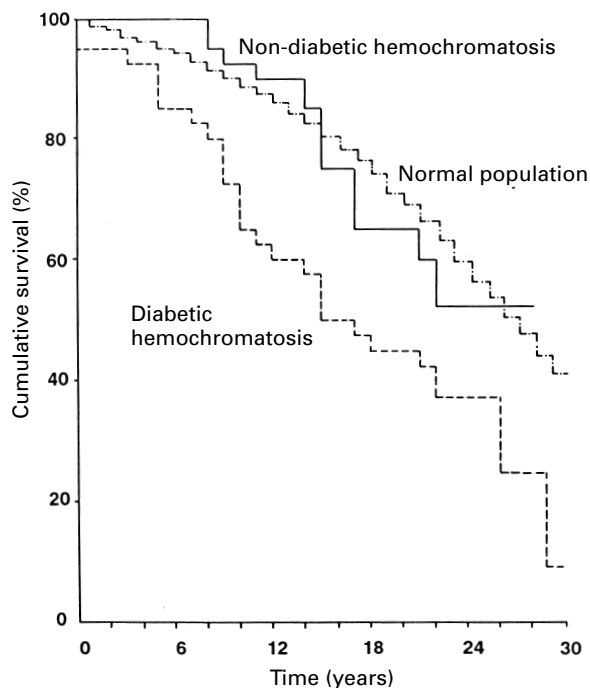 100
80
60
40
20
0
Cumulative survival (%)
Non-diabetic hemochromatosis
Normal population
Diabetic
hemochromatosis
0 6 12 18 24 30
Time (years)